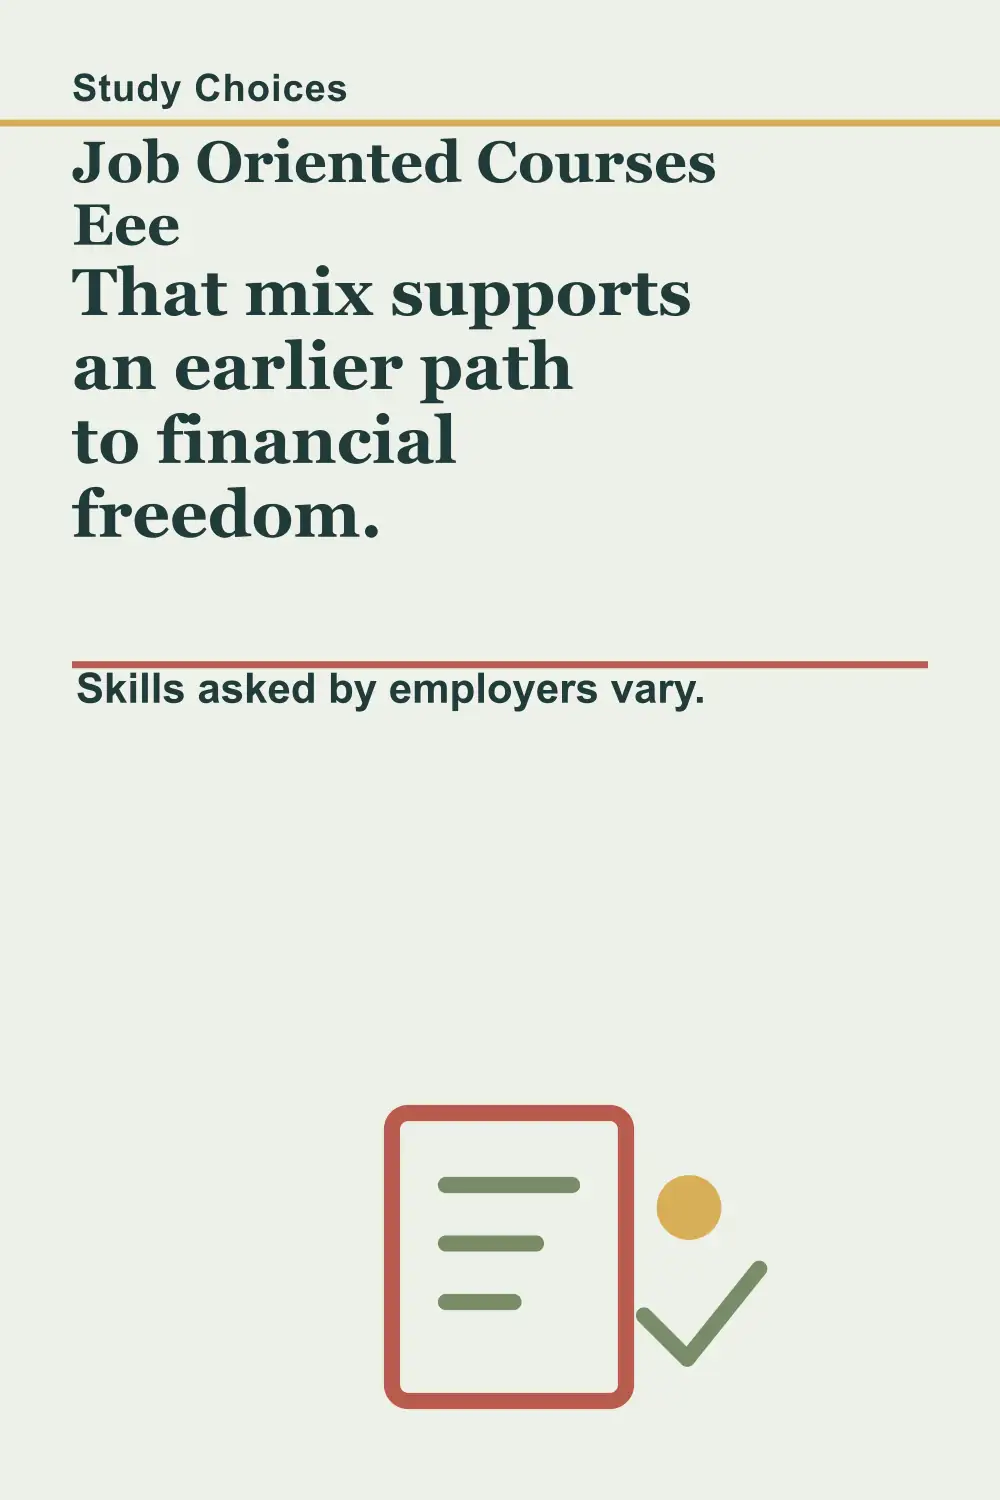 Study Choices
Job Oriented Courses
Eee
That mix supports
an earlier path
to financial
freedom.
Skills asked by employers vary.